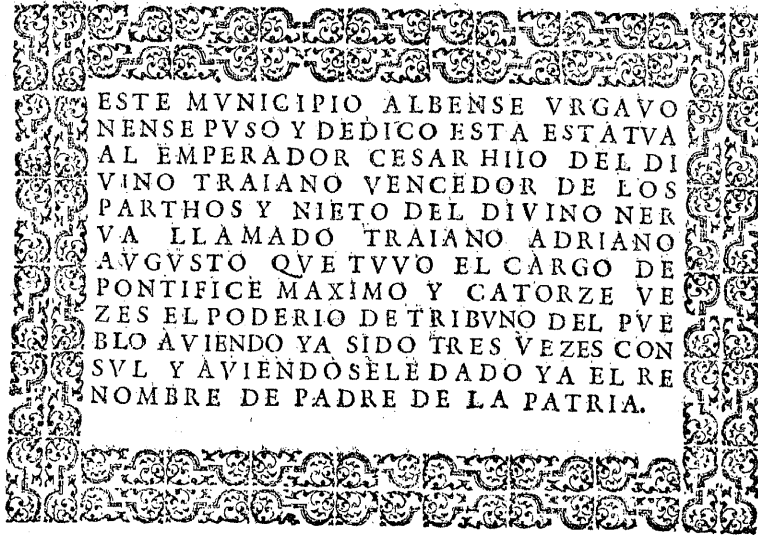 ESTE MVNICIPIO ALBENSE VRGAVO
NENSE PVSO Y DEDICO ESTA ESTATVA
AL EMPERADOR CESAR HIIO DEL DI
VINO TRAIANO VENCEDOR DE LOS
PARTHOS Y NIETO DEL DIVINO NER
VA LLAMADO TRAIANO ADRIANO
AVGVSTO QVE TVVO EL CARGO DE
PONTIFICE MAXIMO Y CATORZE VE
ZES EL PODERIO DE TRIBVNO DEL PVE
BLO AVIENDO YA SIDO TRES VEZES CON
SVL Y AVIENDOSELE DADO YA EL RE
NOMBRE DE PADRE DE LA PATRIA.